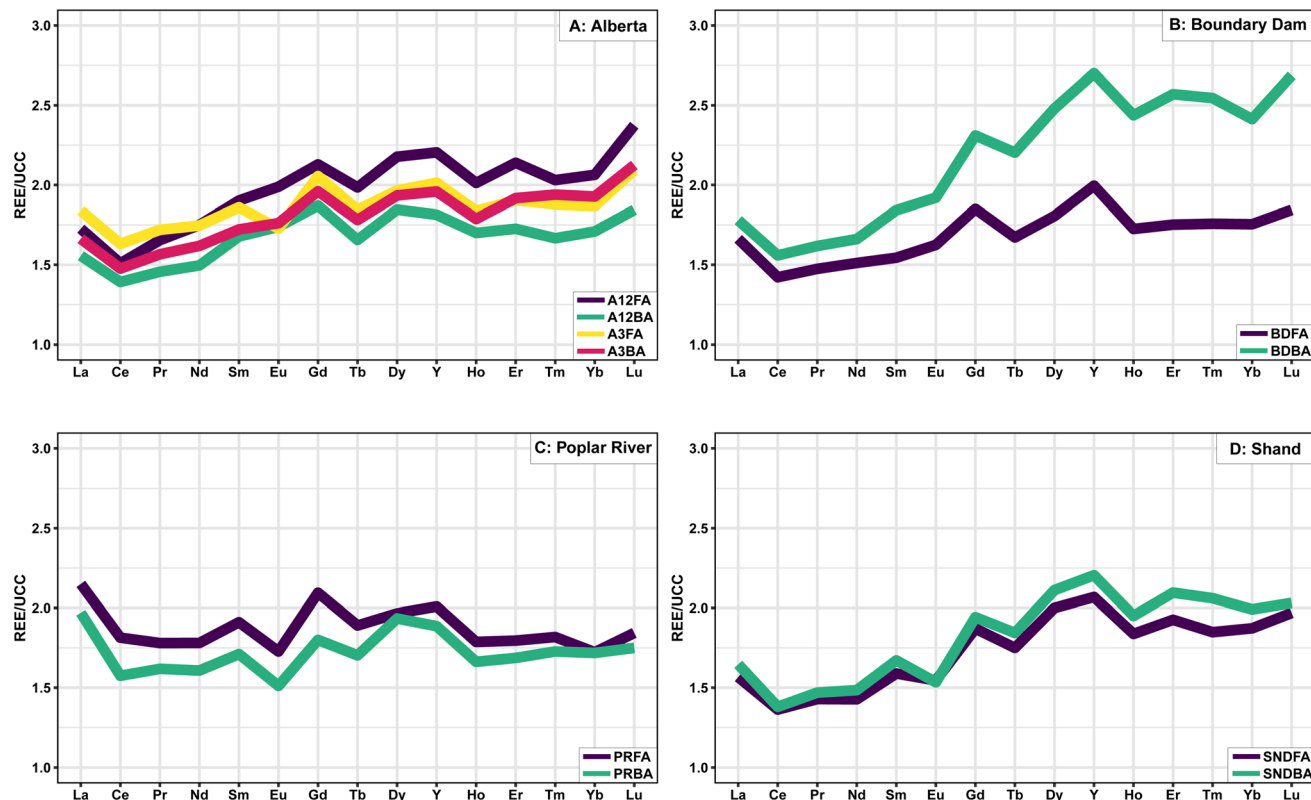 A: Alberta
REE/UCC
3.0
2.5
2.0
1.5
1.0
A12FA
A12BA
A3FA
A3BA
La Ce Pr Nd Sm Eu Gd Tb Dy Y Ho Er Tm Yb Lu
B: Boundary Dam
REE/UCC
3.0
2.5
2.0
1.5
1.0
BDFA
BDBA
La Ce Pr Nd Sm Eu Gd Tb Dy Y Ho Er Tm Yb Lu
C: Poplar River
REE/UCC
3.0
2.5
2.0
1.5
1.0
PRFA
PRBA
La Ce Pr Nd Sm Eu Gd Tb Dy Y Ho Er Tm Yb Lu
D: Shand
REE/UCC
3.0
2.5
2.0
1.5
1.0
SNDFA
SNDBA
La Ce Pr Nd Sm Eu Gd Tb Dy Y Ho Er Tm Yb Lu